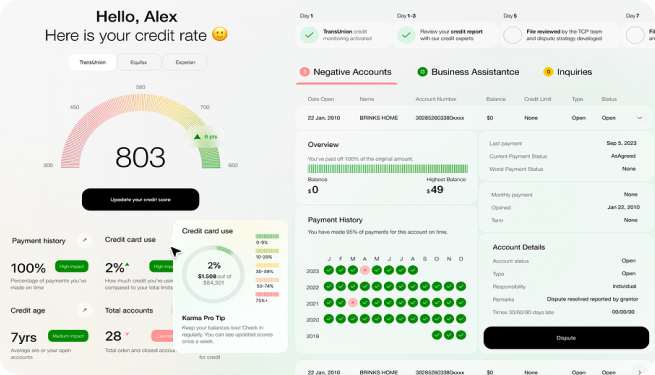 Hello, Alex
Here is your credit rate
TransUnion
Equifax
Experian
580
450
700
6 pts
300
803
850
Upadate your credit score
Payment history
100%
High impact
Percentage of payments you've
made on time
Credit card use
2%
High
How much credit you're
compared to your total limits
Credit age
7yrs
Medium impact
Average are or your open
accounts
Total accounts
28
Total oden and closed
for credit
Credit card use
2%
$1.508 out of
$84,301
0-9%
10-29%
30-49%
50-74%
75%+
Karma Pro Tip
Keep your balances low! Check in
regularly. You can see updated scores
once a week.
Day 1
TransUnion credit
monitoring activated
Day 1-3
Review your credit report
with our credit experts
Day 5
File reviewed by the TCP team
and dispute strategy developed
Day 7
Negative Accounts
Business Assistantce
0
Inquiries
Date Open
Name
Account Number
Balance
Credit Limit
Type
Status
22 Jan, 2010
BRINKS HOME
302852603380xxxx
$0
None
Open
Open
Overview
You've paid off 100% of the original amount.
Balance
Highest Balance
$0
$49
Payment History
You have made 95% of payments for this account on time.
J F M A M J J A S O N D
2023
2022
2021
2020
2019
Last payment
Sep 5, 2023
Current Payment Status
AsAgreed
Worst Payment Status
None
Monthly payment
None
Opened
Jan 22, 2010
Term
None
Account Details
Account status
Open
Type
Open
Responsibility
Individual
Remarks
Dispute resolved reported by grantor
Times 30/60/90 days late
00/00/00
Dispute
22 Jan, 2010
BRINKS HOME
302852603380xxxx
$0
None
Open
Open